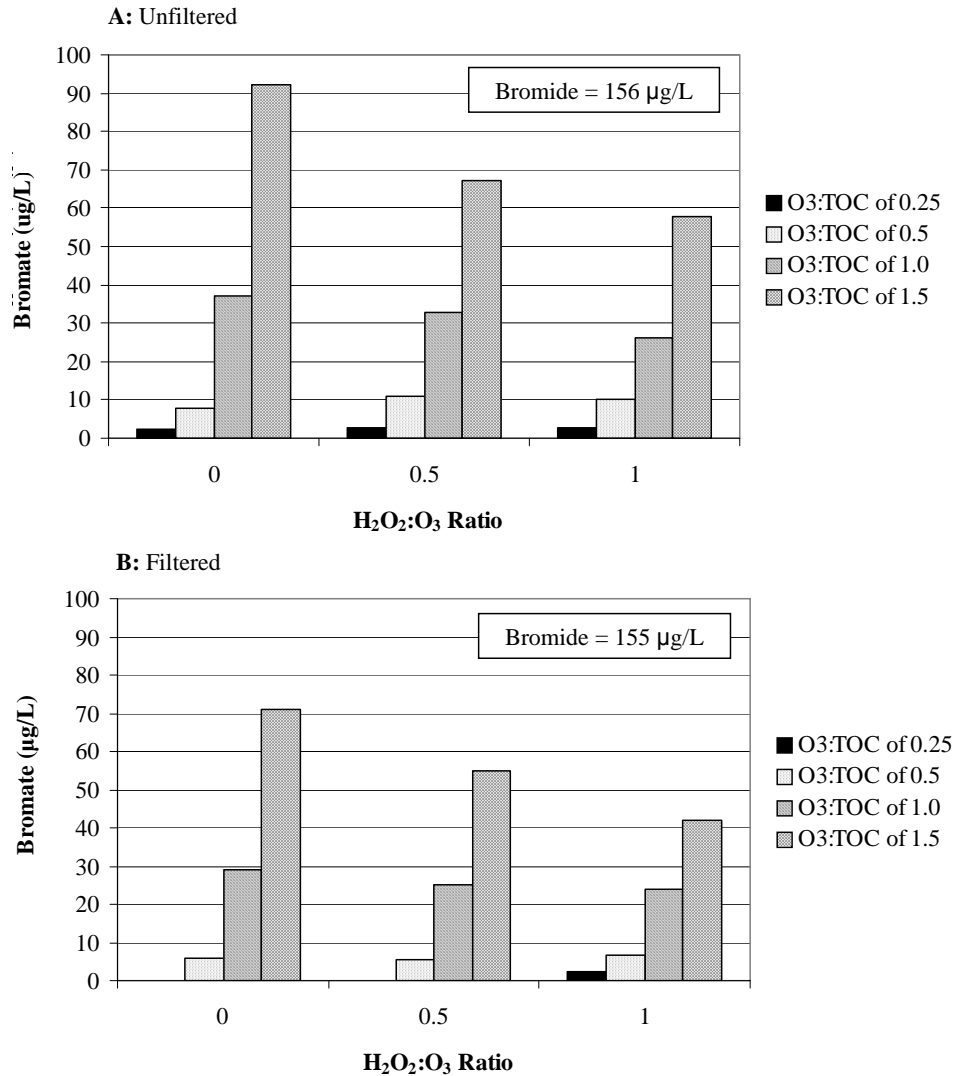 A: Unfiltered
100
90
80
70
60
50
40
30
20
10
0
Bromate (ug/L)
Bromide = 156 μg/L
0
0.5
1
H₂O₂:O₃ Ratio
O3:TOC of 0.25
O3:TOC of 0.5
O3:TOC of 1.0
O3:TOC of 1.5
B: Filtered
100
90
80
70
60
50
40
30
20
10
0
Bromate (μg/L)
Bromide = 155 μg/L
0
0.5
1
H₂O₂:O₃ Ratio
O3:TOC of 0.25
O3:TOC of 0.5
O3:TOC of 1.0
O3:TOC of 1.5